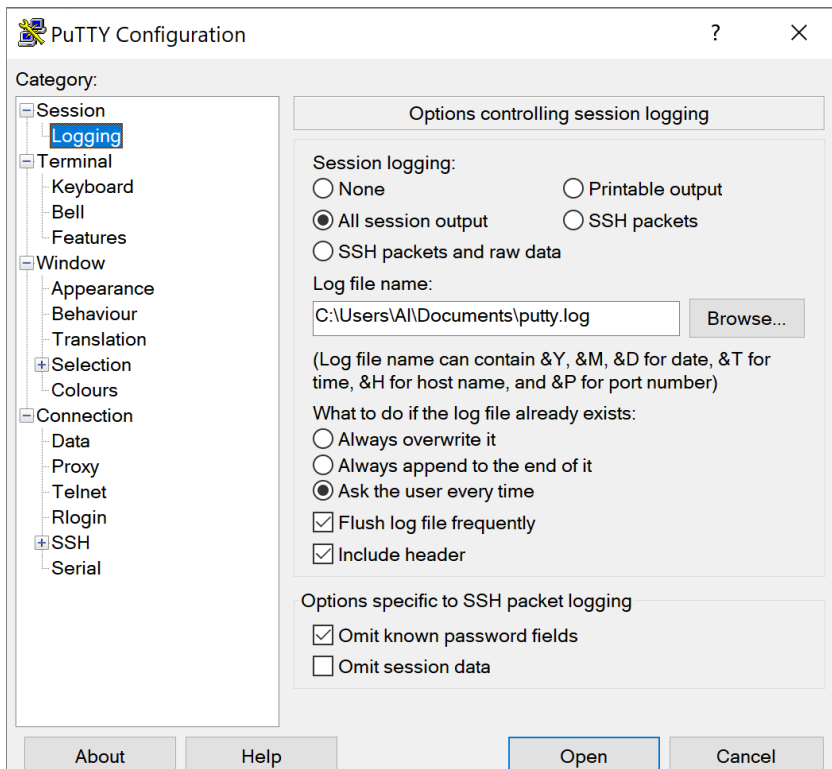 PuTTY Configuration
?
Category:
Session
Logging
Terminal
Keyboard
Bell
Features
Window
Appearance
Behaviour
Translation
Selection
Colours
Connection
Data
Proxy
Telnet
Rlogin
SSH
Serial
Options controlling session logging
Session logging:
None
Printable output
All session output
SSH packets
SSH packets and raw data
Log file name:
C:\Users\AI\Documents\putty.log
Browse...
(Log file name can contain &Y, &M, &D for date, &T for
time, &H for host name, and &P for port number)
What to do if the log file already exists:
Always overwrite it
Always append to the end of it
Ask the user every time
Flush log file frequently
Include header
Options specific to SSH packet logging
Omit known password fields
Omit session data
About
Help
Open
Cancel